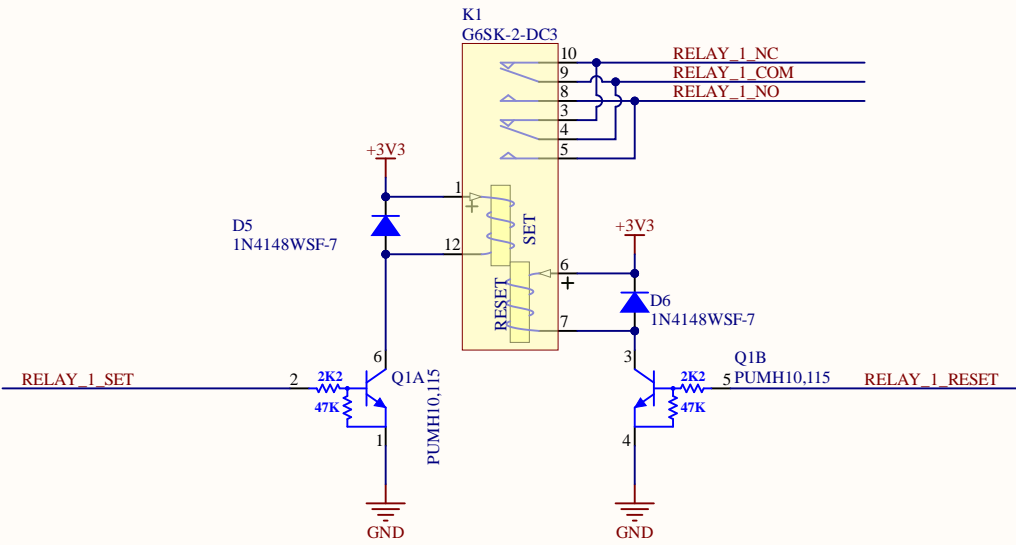 K1
G6SK-2-DC3
10
RELAY_1_NC
9
RELAY_1_COM
8
RELAY_1_NO
3
4
5
+3V3
1
+
D5
1N4148WSF-7
SET
12
+3V3
6
+
RESET
D6
1N4148WSF-7
7
6
3
Q1A
PUMH10,115
Q1B
PUMH10,115
RELAY_1_SET
2
2K2
47K
2K2
47K
5
RELAY_1_RESET
1
4
GND
GND